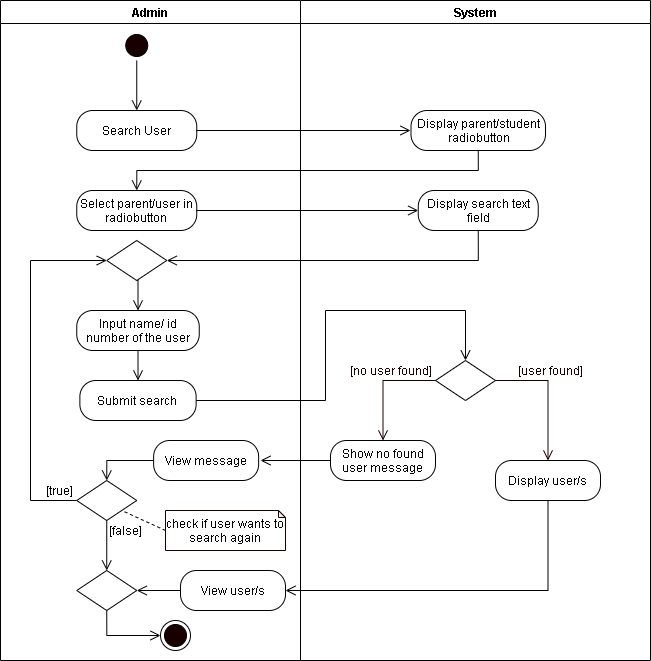 Admin
System
Search User
Display parent/student
radiobutton
Select parent/user in
radiobutton
Display search text
field
Input name/ id
number of the user
[no user found]
[user found]
Submit search
View message
Show no found
user message
Display user/s
[true]
[false]
check if user wants to
search again
View user/s